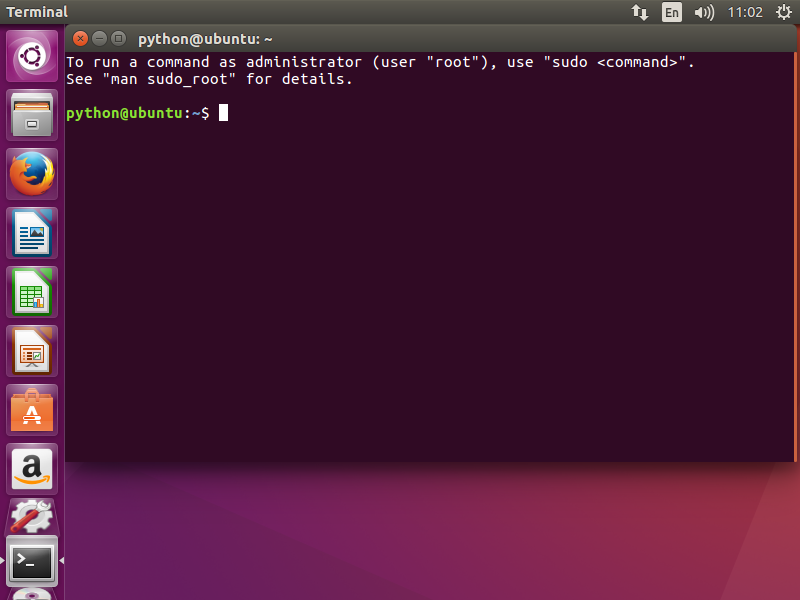 Terminal
En
11:02
python@ubuntu: ~
To run a command as administrator (user "root"), use "sudo <command>".
See "man sudo_root" for details.
python@ubuntu:~$
A
a
>_